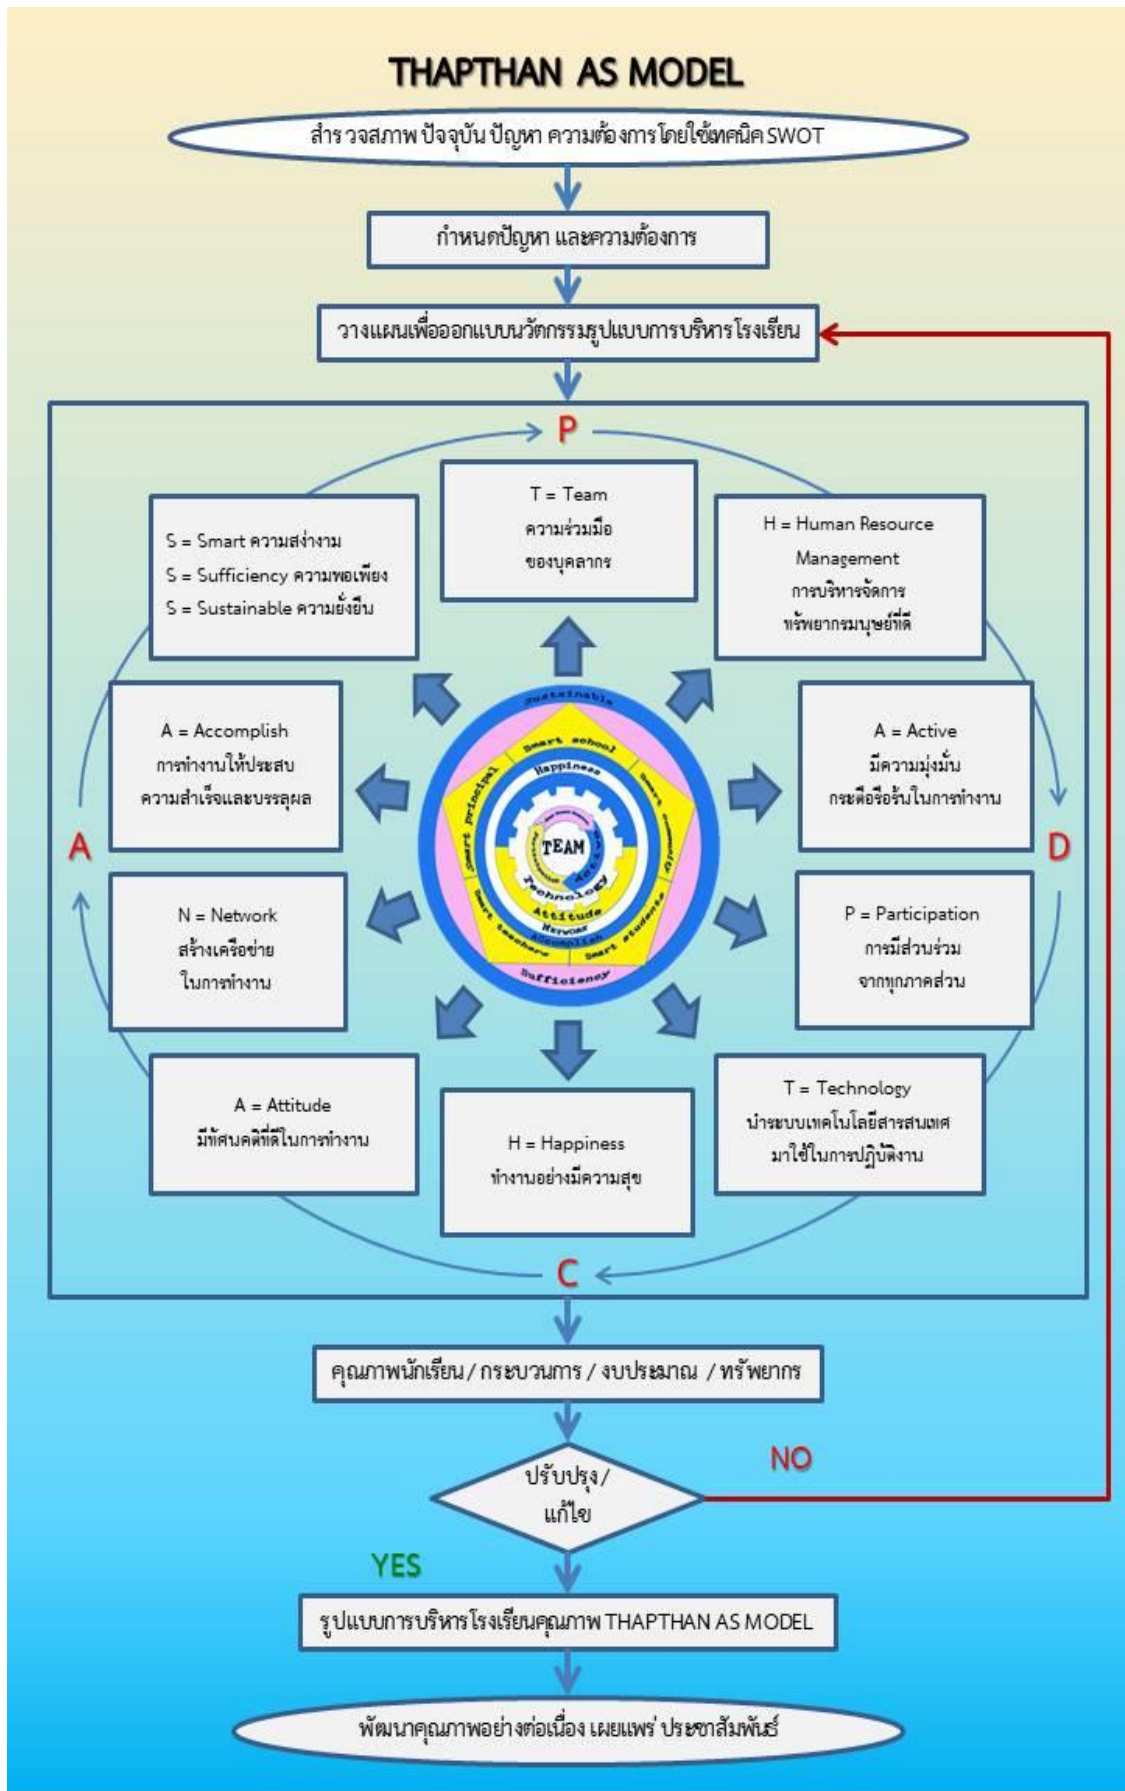 THAPTHAN AS MODEL
สำร วจสภาพ ปัจจุบัน ปัญหา ความต้องการโดยใช้เทคนิค SWOT
กำหนดปัญหา และความต้องการ
วางแผนเพื่อออกแบบนวัตกรรมรูปแบบการบริหารโรงเรียน
P
T = Team
ความร่วมมือ
ของบุคลากร
H = Human Resource
Management
การบริหารจัดการ
ทรัพยากรมนุษย์ที่ดี
A = Active
มีความมุ่งมั่น
กระตือรือร้นในการทำงาน
D
P = Participation
การมีส่วนร่วม
จากทุกภาคส่วน
T = Technology
นำระบบเทคโนโลยีสารสนเทศ
มาใช้ในการปฏิบัติงาน
H = Happiness
ทำงานอย่างมีความสุข
C
A = Attitude
มีทัศนคติที่ดีในการทำงาน
N = Network
สร้างเครือข่าย
ในการทำงาน
A
A = Accomplish
การทำงานให้ประสบ
ความสำเร็จและบรรลุผล
S = Smart ความสง่างาม
S = Sufficiency ความพอเพียง
S = Sustainable ความยั่งยืน
Sustainable
Smart school
Smart principal
Smart community
Smart teachers
Smart students
Sufficiency
Happiness
TEAM
Active
Technology
Attitude
Network
Accomplish
คุณภาพนักเรียน / กระบวนการ / งบประมาณ / ทรัพยากร
ปรับปรุง /
แก้ไข
NO
YES
รูปแบบการบริหารโรงเรียนคุณภาพ THAPTHAN AS MODEL
พัฒนาคุณภาพอย่างต่อเนื่อง เผยแพร่ ประชาสัมพันธ์